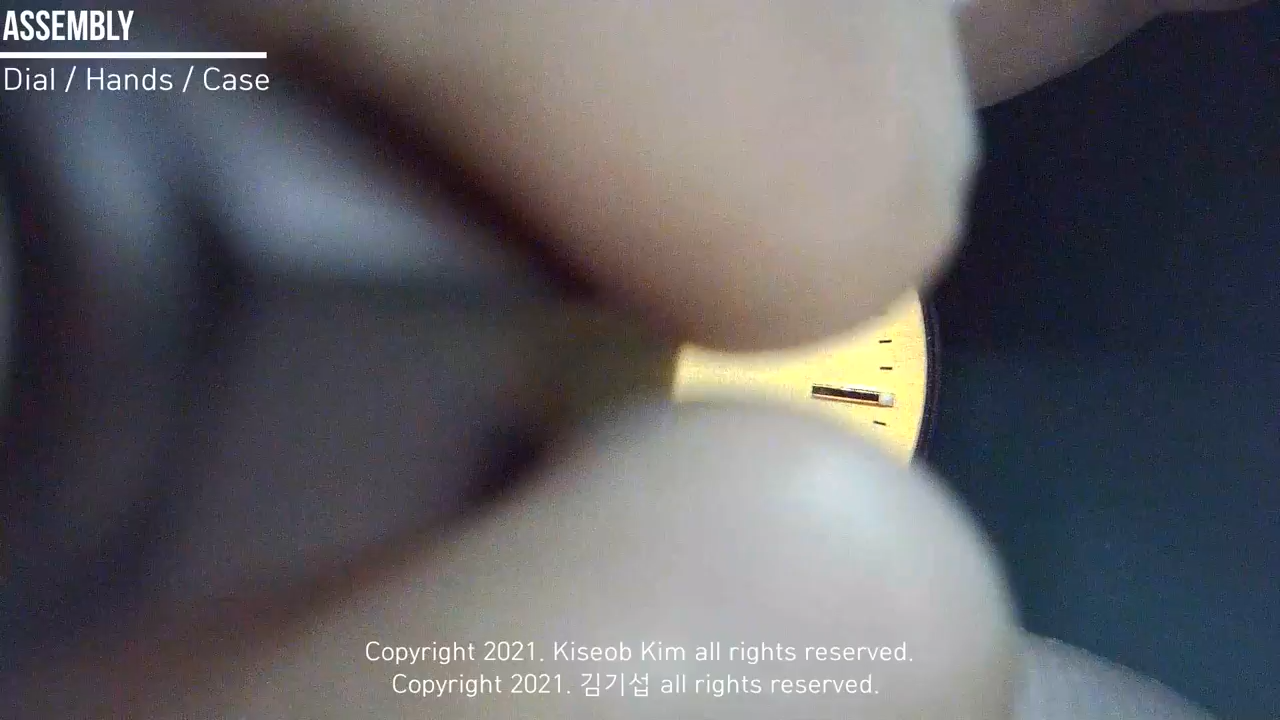 ASSEMBLY
Dial / Hands / Case
Copyright 2021. Kiseob Kim all rights reserved.
Copyright 2021. 김기섭 all rights reserved.